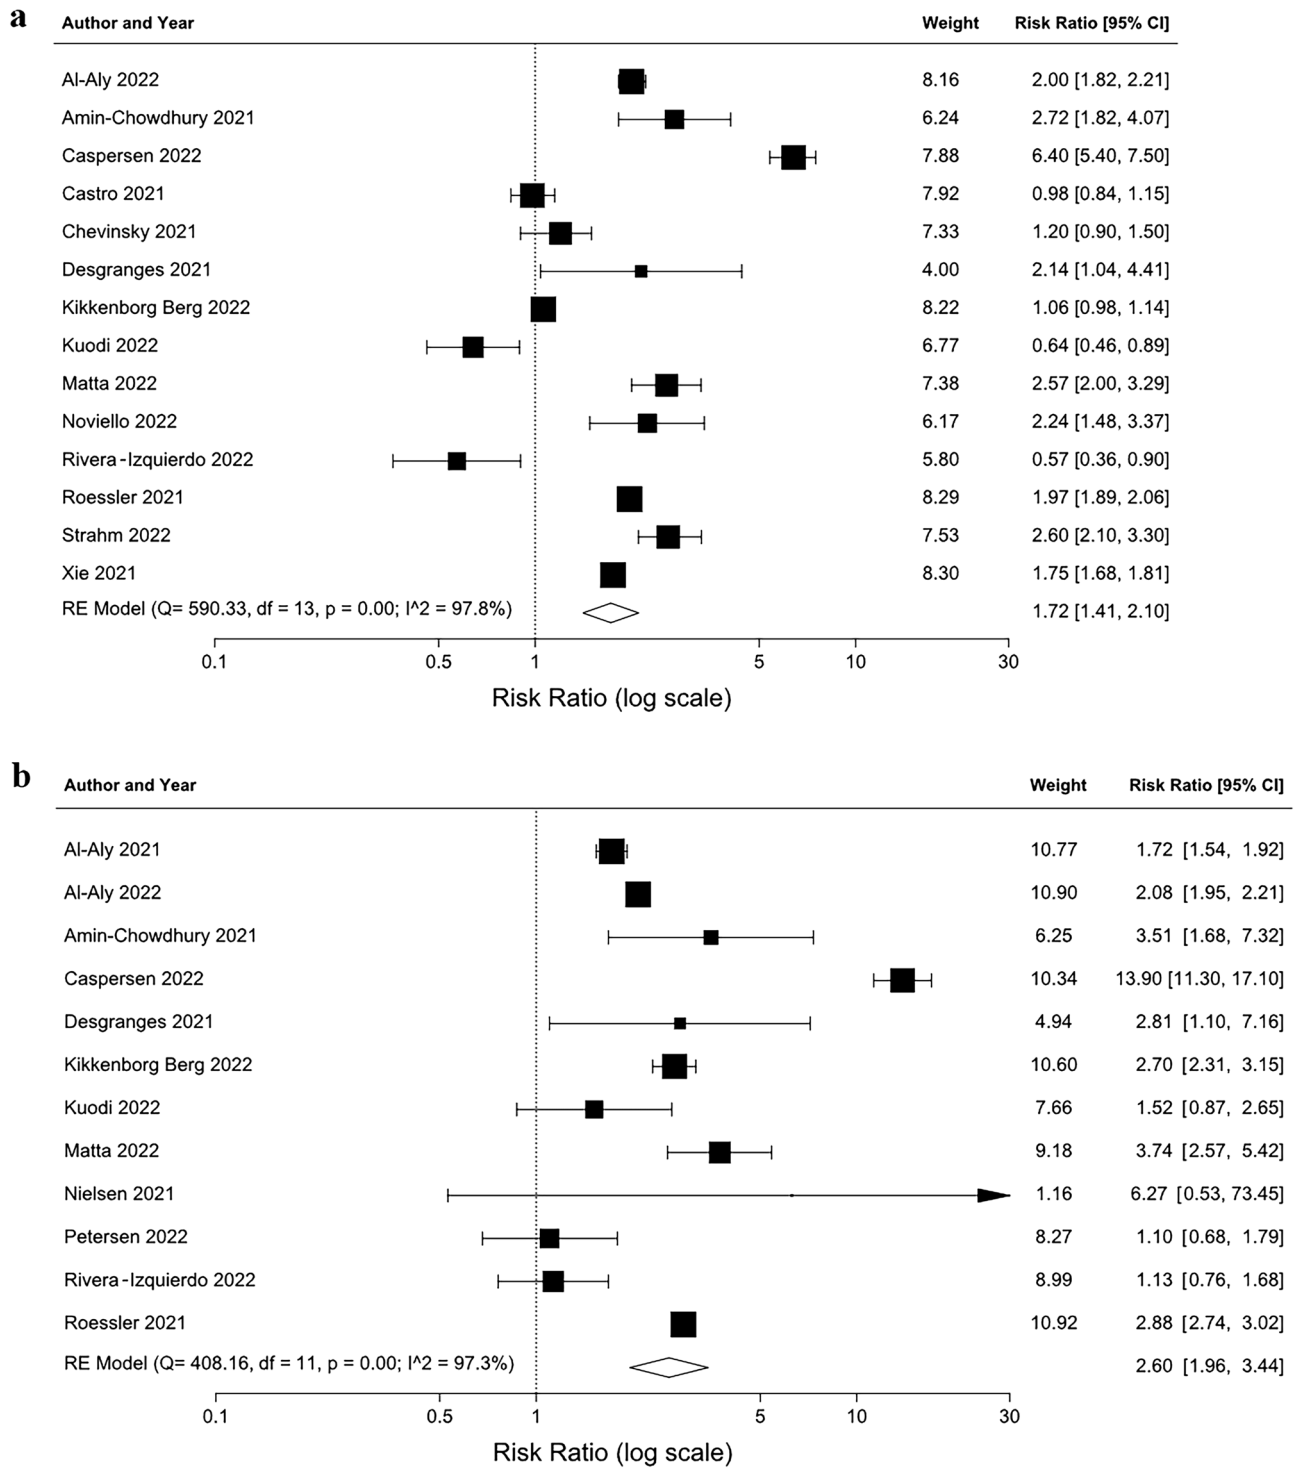 a
Author and Year Weight Risk Ratio [95% CI]
Al-Aly 2022 8.16 2.00 [1.82, 2.21]
Amin-Chowdhury 2021 6.24 2.72 [1.82, 4.07]
Caspersen 2022 7.88 6.40 [5.40, 7.50]
Castro 2021 7.92 0.98 [0.84, 1.15]
Chevinsky 2021 7.33 1.20 [0.90, 1.50]
Desgranges 2021 4.00 2.14 [1.04, 4.41]
Kikkenborg Berg 2022 8.22 1.06 [0.98, 1.14]
Kuodi 2022 6.77 0.64 [0.46, 0.89]
Matta 2022 7.38 2.57 [2.00, 3.29]
Noviello 2022 6.17 2.24 [1.48, 3.37]
Rivera-Izquierdo 2022 5.80 0.57 [0.36, 0.90]
Roessler 2021 8.29 1.97 [1.89, 2.06]
Strahm 2022 7.53 2.60 [2.10, 3.30]
Xie 2021 8.30 1.75 [1.68, 1.81]
RE Model (Q= 590.33, df = 13, p = 0.00; I^2 = 97.8%) 1.72 [1.41, 2.10]
0.1 0.5 1 5 10 30
Risk Ratio (log scale)
b
Author and Year Weight Risk Ratio [95% CI]
Al-Aly 2021 10.77 1.72 [1.54, 1.92]
Al-Aly 2022 10.90 2.08 [1.95, 2.21]
Amin-Chowdhury 2021 6.25 3.51 [1.68, 7.32]
Caspersen 2022 10.34 13.90 [11.30, 17.10]
Desgranges 2021 4.94 2.81 [1.10, 7.16]
Kikkenborg Berg 2022 10.60 2.70 [2.31, 3.15]
Kuodi 2022 7.66 1.52 [0.87, 2.65]
Matta 2022 9.18 3.74 [2.57, 5.42]
Nielsen 2021 1.16 6.27 [0.53, 73.45]
Petersen 2022 8.27 1.10 [0.68, 1.79]
Rivera-Izquierdo 2022 8.99 1.13 [0.76, 1.68]
Roessler 2021 10.92 2.88 [2.74, 3.02]
RE Model (Q= 408.16, df = 11, p = 0.00; I^2 = 97.3%) 2.60 [1.96, 3.44]
0.1 0.5 1 5 10 30
Risk Ratio (log scale)